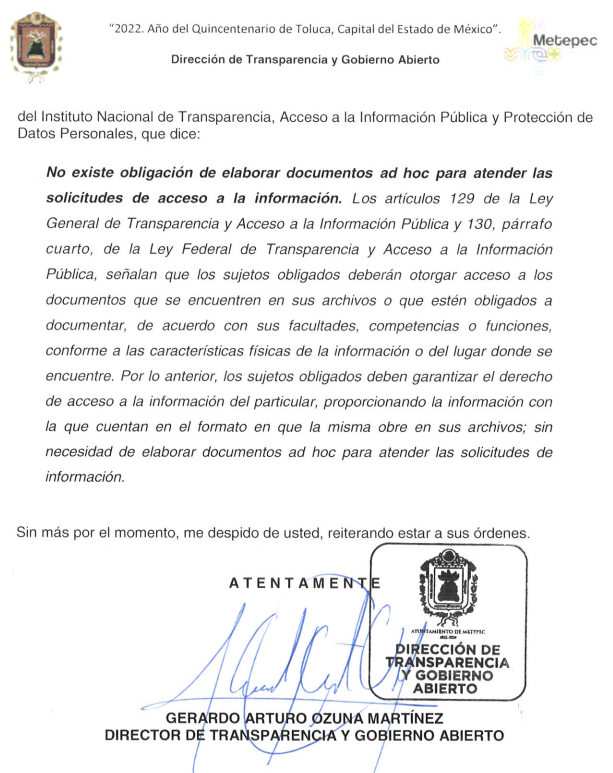 "2022. Año del Quincentenario de Toluca, Capital del Estado de México".
Metepec
Dirección de Transparencia y Gobierno Abierto
del Instituto Nacional de Transparencia, Acceso a la Información Pública y Protección de
Datos Personales, que dice:
No existe obligación de elaborar documentos ad hoc para atender las
solicitudes de acceso a la información. Los artículos 129 de la Ley
General de Transparencia y Acceso a la Información Pública y 130, párrafo
cuarto, de la Ley Federal de Transparencia y Acceso a la Información
Pública, señalan que los sujetos obligados deberán otorgar acceso a los
documentos que se encuentren en sus archivos o que estén obligados a
documentar, de acuerdo con sus facultades, competencias o funciones,
conforme a las características físicas de la información o del lugar donde se
encuentre. Por lo anterior, los sujetos obligados deben garantizar el derecho
de acceso a la información del particular, proporcionando la información con
la que cuentan en el formato en que la misma obre en sus archivos; sin
necesidad de elaborar documentos ad hoc para atender las solicitudes de
información.
Sin más por el momento, me despido de usted, reiterando estar a sus órdenes.
ATENTAMENTE
AYUNTAMIENTO DE METEPEC
2022-2024
DIRECCIÓN DE
TRANSPARENCIA
Y GOBIERNO
ABIERTO
GERARDO ARTURO OZUNA MARTÍNEZ
DIRECTOR DE TRANSPARENCIA Y GOBIERNO ABIERTO